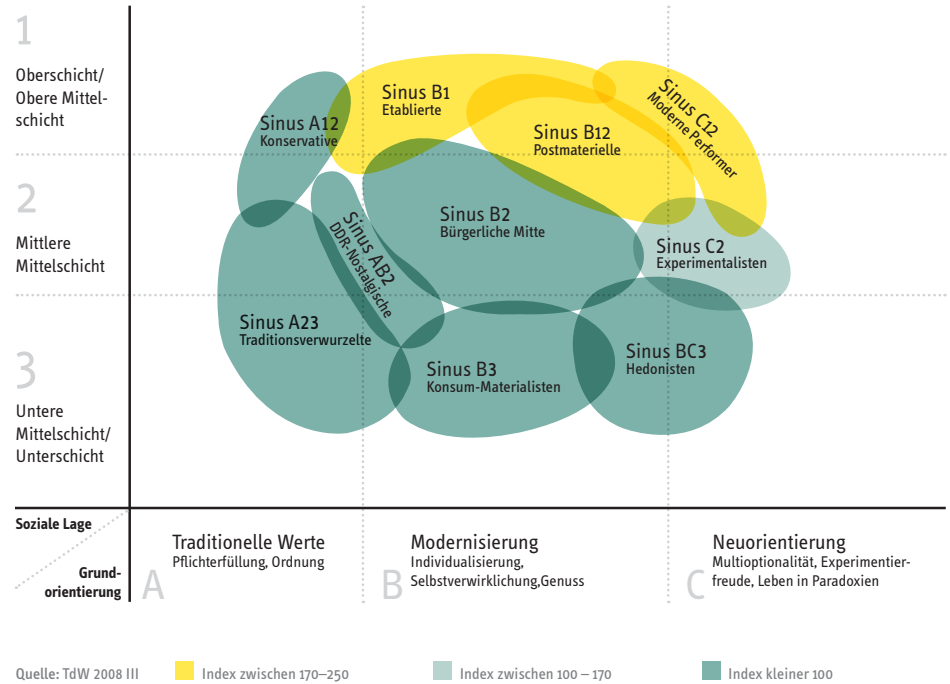 1
Oberschicht/
Obere Mittel-
schicht
2
Mittlere
Mittelschicht
3
Untere
Mittelschicht/
Unterschicht
Sinus A12
Konservative
Sinus B1
Etablierte
Sinus B12
Postmaterielle
Sinus C12
Moderne Performer
Sinus AB2
DDR-Nostalgische
Sinus B2
Bürgerliche Mitte
Sinus C2
Experimentalisten
Sinus A23
Traditionsverwurzelte
Sinus B3
Konsum-Materialisten
Sinus BC3
Hedonisten
Soziale Lage
Grund-
orientierung
A
Traditionelle Werte
Pflichterfüllung, Ordnung
B
Modernisierung
Individualisierung,
Selbstverwirklichung,Genuss
C
Neuorientierung
Multioptionalität, Experimentier-
freude, Leben in Paradoxien
Quelle: TdW 2008 III
Index zwischen 170–250
Index zwischen 100 – 170
Index kleiner 100